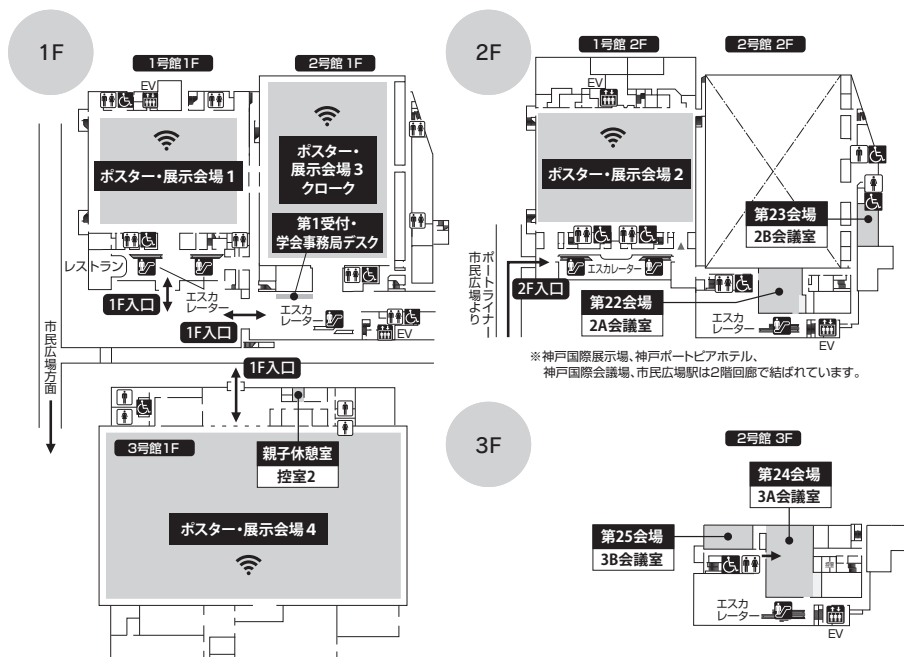 1F
1号館1F
2号館 1F
EV
ポスター・展示会場1
ポスター・
展示会場3
クローク
第1受付・
学会事務局デスク
レストラン
1F入口
エスカ
レーター
1F入口
エスカ
レーター
EV
市民広場方面
1F入口
3号館1F
親子休憩室
控室2
ポスター・展示会場4
2F
1号館 2F
2号館 2F
EV
ポスター・展示会場2
第23会場
2B会議室
ポートライナー
市民広場より
エスカレーター
2F入口
第22会場
2A会議室
エスカ
レーター
EV
※神戸国際展示場、神戸ポートピアホテル、
神戸国際会議場、市民広場駅は2階回廊で結ばれています。
3F
2号館 3F
第24会場
3A会議室
第25会場
3B会議室
エスカ
レーター
EV